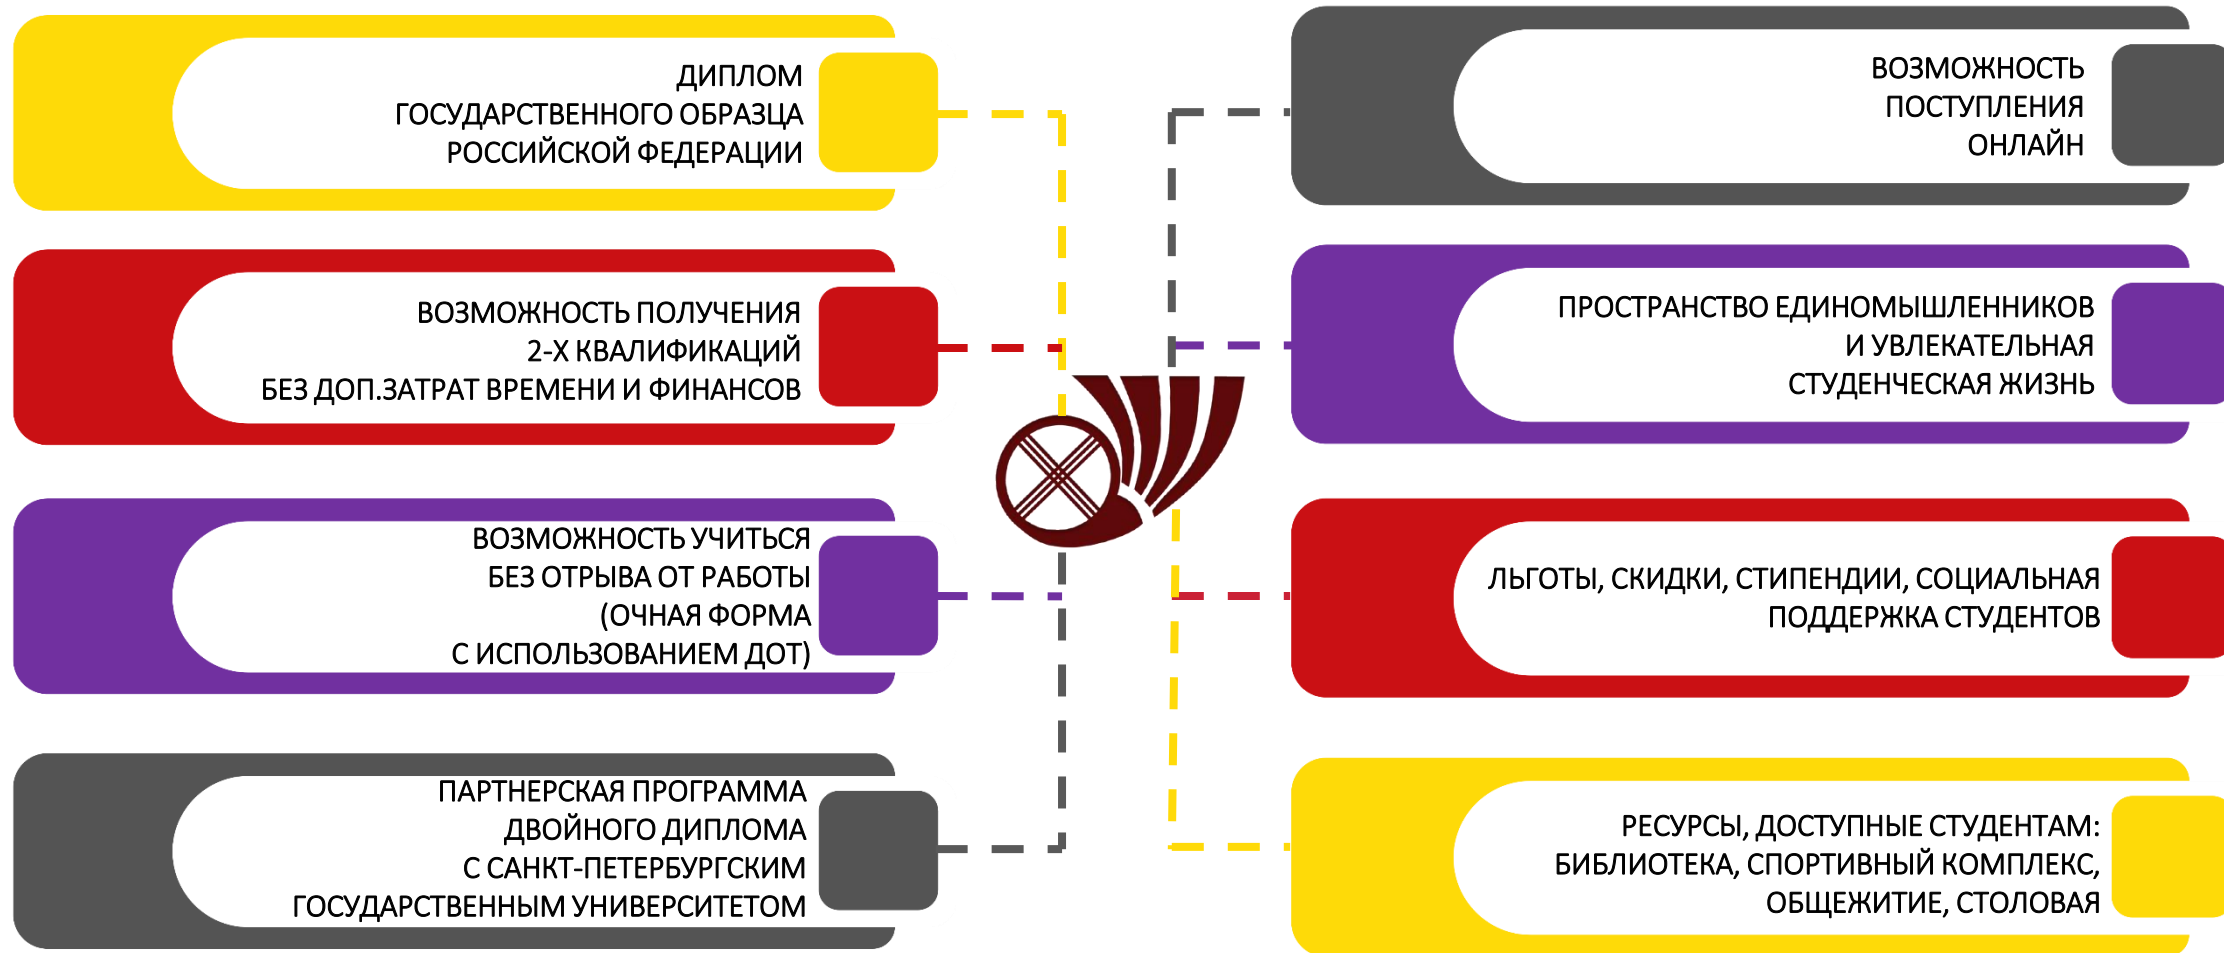 ДИПЛОМ
ГОСУДАРСТВЕННОГО ОБРАЗЦА
РОССИЙСКОЙ ФЕДЕРАЦИИ
ВОЗМОЖНОСТЬ ПОЛУЧЕНИЯ
2-Х КВАЛИФИКАЦИЙ
БЕЗ ДОП.ЗАТРАТ ВРЕМЕНИ И ФИНАНСОВ
ВОЗМОЖНОСТЬ УЧИТЬСЯ
БЕЗ ОТРЫВА ОТ РАБОТЫ
(ОЧНАЯ ФОРМА
С ИСПОЛЬЗОВАНИЕМ ДОТ)
ПАРТНЕРСКАЯ ПРОГРАММА
ДВОЙНОГО ДИПЛОМА
С САНКТ-ПЕТЕРБУРГСКИМ
ГОСУДАРСТВЕННЫМ УНИВЕРСИТЕТОМ
ВОЗМОЖНОСТЬ
ПОСТУПЛЕНИЯ
ОНЛАЙН
ПРОСТРАНСТВО ЕДИНОМЫШЛЕННИКОВ
И УВЛЕКАТЕЛЬНАЯ
СТУДЕНЧЕСКАЯ ЖИЗНЬ
ЛЬГОТЫ, СКИДКИ, СТИПЕНДИИ, СОЦИАЛЬНАЯ
ПОДДЕРЖКА СТУДЕНТОВ
РЕСУРСЫ, ДОСТУПНЫЕ СТУДЕНТАМ:
БИБЛИОТЕКА, СПОРТИВНЫЙ КОМПЛЕКС,
ОБЩЕЖИТИЕ, СТОЛОВАЯ